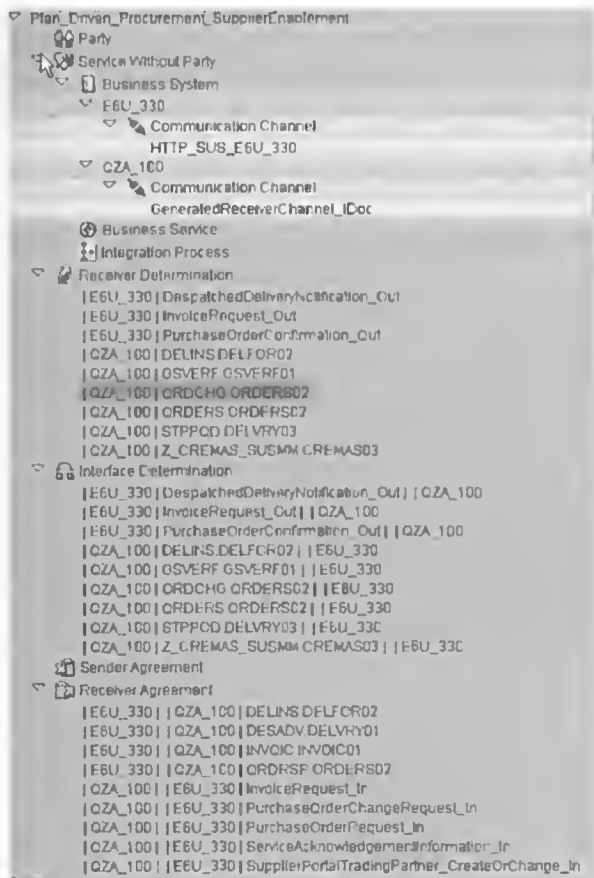 Plan_Driven_Procurement_SupplierEnablement
Party
Service Without Party
Business System
E6U_330
Communication Channel
HTTP_SUS_E6U_330
QZA_100
Communication Channel
GeneratedReceiverChannel_IDoc
Business Service
Integration Process
Receiver Determination
| E6U_330 | DespatchedDeliveryNotification_Out
| E6U_330 | InvoiceRequest_Out
| E6U_330 | PurchaseOrderConfirmation_Out
| QZA_100 | DELINS.DELFOR02
| QZA_100 | GSVERF.GSVERF01
| QZA_100 | ORDCHG.ORDERS02
| QZA_100 | ORDERS.ORDERS02
| QZA_100 | STPPOD.DELVRY03
| QZA_100 | Z_CREMAS_SUSMM.CREMAS03
Interface Determination
| E6U_330 | DespatchedDeliveryNotification_Out | | QZA_100
| E6U_330 | InvoiceRequest_Out | | QZA_100
| E6U_330 | PurchaseOrderConfirmation_Out | | QZA_100
| QZA_100 | DELINS.DELFOR02 | | E6U_330
| QZA_100 | GSVERF.GSVERF01 | | E6U_330
| QZA_100 | ORDCHG.ORDERS02 | | E6U_330
| QZA_100 | ORDERS.ORDERS02 | | E6U_330
| QZA_100 | STPPOD.DELVRY03 | | E6U_330
| QZA_100 | Z_CREMAS_SUSMM.CREMAS03 | | E6U_330
Sender Agreement
Receiver Agreement
| E6U_330 | | QZA_100 | DELINS.DELFOR02
| E6U_330 | | QZA_100 | DESADV.DELVRY01
| E6U_330 | | QZA_100 | INVOIC.INVOIC01
| E6U_330 | | QZA_100 | ORDRSP.ORDERS02
| QZA_100 | | E6U_330 | InvoiceRequest_In
| QZA_100 | | E6U_330 | PurchaseOrderChangeRequest_In
| QZA_100 | | E6U_330 | PurchaseOrderRequest_In
| QZA_100 | | E6U_330 | ServiceAcknowledgementInformation_In
| QZA_100 | | E6U_330 | SupplierPortalTradingPartner_CreateOrChange_In